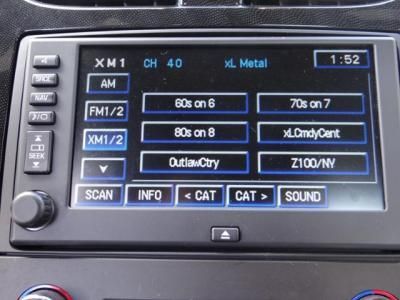 XM1 CH 40 xL Metal 1:52
AM
60s on 6 70s on 7
FM1/2
80s on 8 xLCmdyCent
XM1/2
NAV
OutlawCtry Z100/NY
SEEK
SCAN INFO < CAT CAT > SOUND